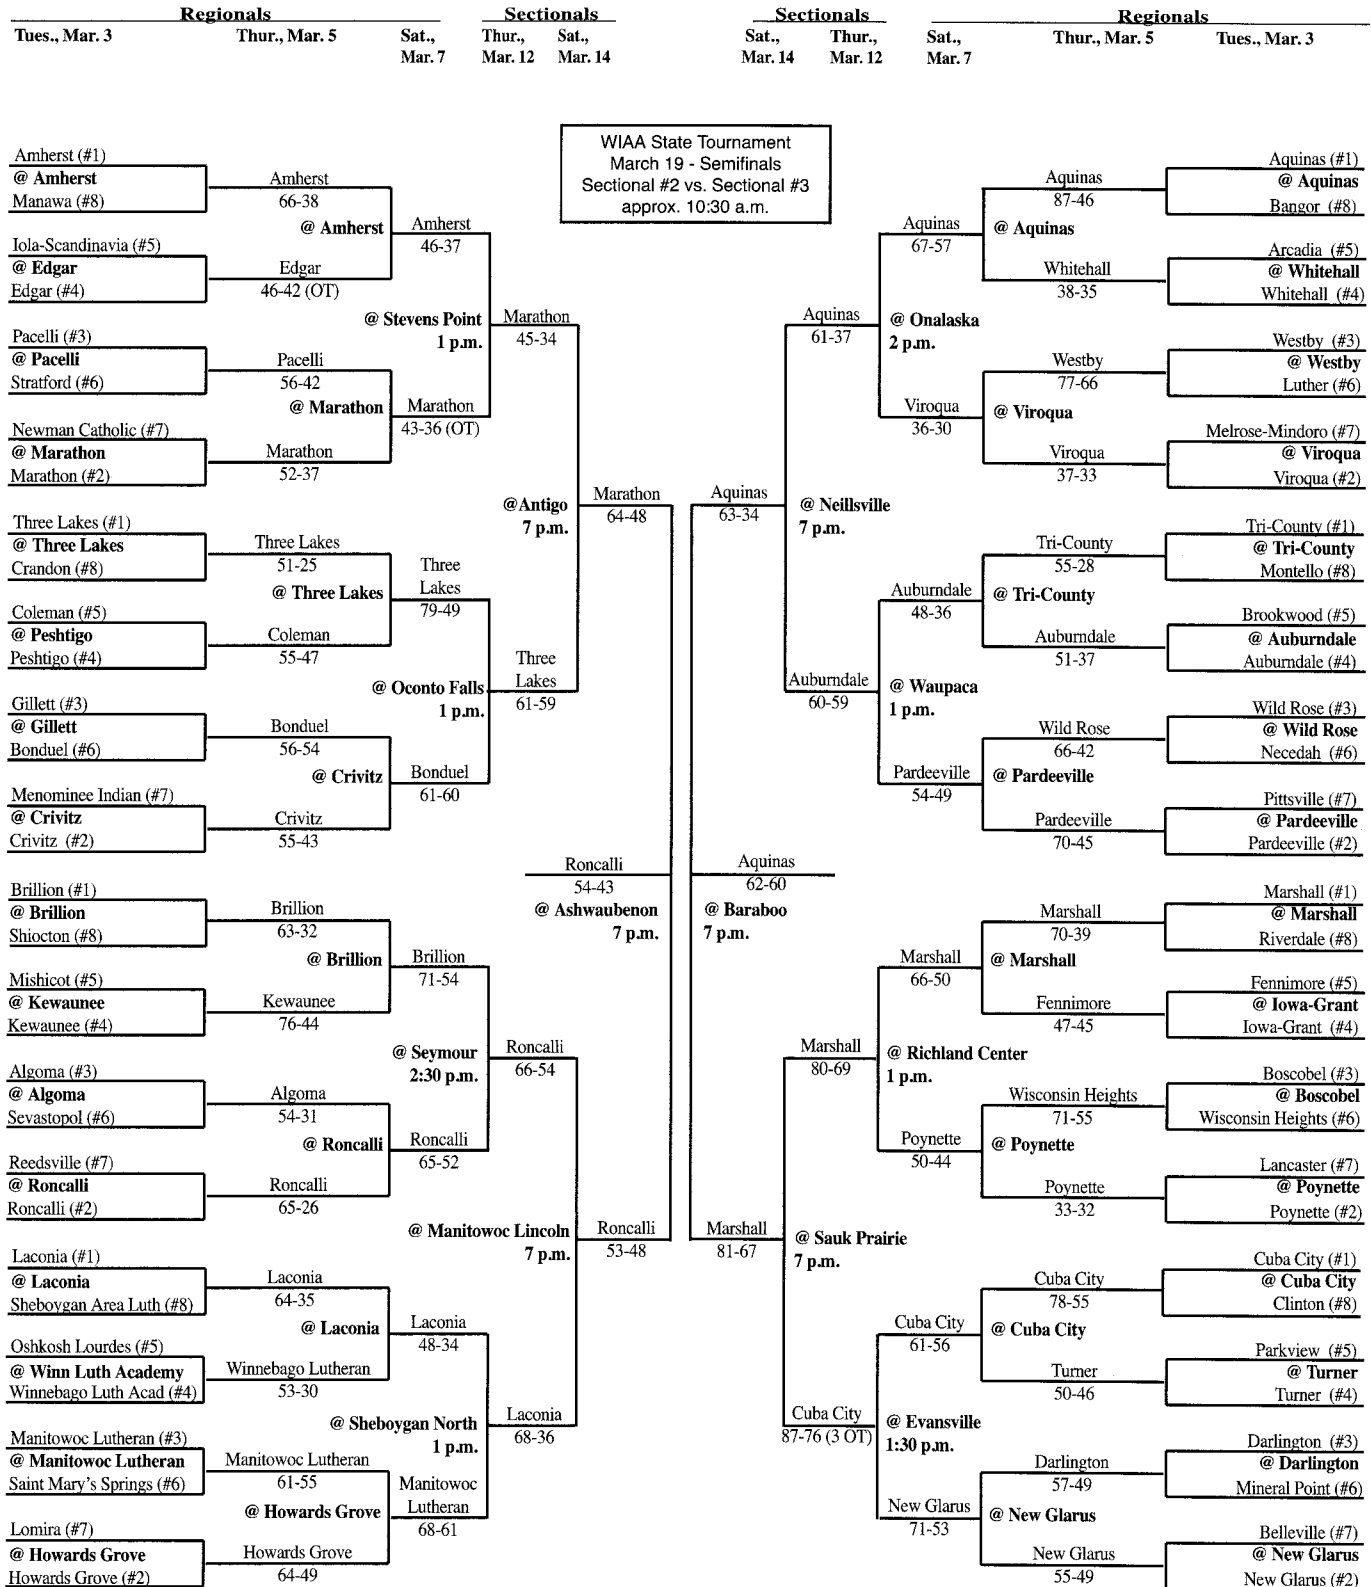 Regionals
Sectionals
Sectionals
Regionals
Tues., Mar. 3
Thur., Mar. 5
Sat.,
Mar. 7
Thur.,
Mar. 12
Sat.,
Mar. 14
Sat.,
Mar. 14
Thur.,
Mar. 12
Sat.,
Mar. 7
Thur., Mar. 5
Tues., Mar. 3
WIAA State Tournament
March 19 - Semifinals
Sectional #2 vs. Sectional #3
approx. 10:30 a.m.
Amherst (#1)
@ Amherst
Manawa (#8)
Iola-Scandinavia (#5)
@ Edgar
Edgar (#4)
Pacelli (#3)
@ Pacelli
Stratford (#6)
Newman Catholic (#7)
@ Marathon
Marathon (#2)
Three Lakes (#1)
@ Three Lakes
Crandon (#8)
Coleman (#5)
@ Peshtigo
Peshtigo (#4)
Gillett (#3)
@ Gillett
Bonduel (#6)
Menominee Indian (#7)
@ Crivitz
Crivitz (#2)
Brillion (#1)
@ Brillion
Shiocton (#8)
Mishicot (#5)
@ Kewaunee
Kewaunee (#4)
Algoma (#3)
@ Algoma
Sevastopol (#6)
Reedsville (#7)
@ Roncalli
Roncalli (#2)
Laconia (#1)
@ Laconia
Sheboygan Area Luth (#8)
Oshkosh Lourdes (#5)
@ Winn Luth Academy
Winnebago Luth Acad (#4)
Manitowoc Lutheran (#3)
@ Manitowoc Lutheran
Saint Mary's Springs (#6)
Lomira (#7)
@ Howards Grove
Howards Grove (#2)
Amherst
66-38
@ Amherst
Edgar
46-42 (OT)
Pacelli
56-42
@ Marathon
Marathon
52-37
Three Lakes
51-25
@ Three Lakes
Coleman
55-47
Bonduel
56-54
@ Crivitz
Crivitz
55-43
Brillion
63-32
@ Brillion
Kewaunee
76-44
Algoma
54-31
@ Roncalli
Roncalli
65-26
Laconia
64-35
@ Laconia
Winnebago Lutheran
53-30
Manitowoc Lutheran
61-55
@ Howards Grove
Howards Grove
64-49
Amherst
46-37
@ Stevens Point
1 p.m.
Marathon
43-36 (OT)
Three
Lakes
79-49
@ Oconto Falls
1 p.m.
Bonduel
61-60
Brillion
71-54
@ Seymour
2:30 p.m.
Roncalli
65-52
Laconia
48-34
@ Sheboygan North
1 p.m.
Manitowoc
Lutheran
68-61
Marathon
45-34
@Antigo
7 p.m.
Three
Lakes
61-59
Roncalli
66-54
@ Manitowoc Lincoln
7 p.m.
Laconia
68-36
Marathon
64-48
Roncalli
54-43
@ Ashwaubenon
7 p.m.
Roncalli
53-48
Aquinas
63-34
Aquinas
62-60
@ Baraboo
7 p.m.
Marshall
81-67
Aquinas
61-37
@ Neillsville
7 p.m.
Auburndale
60-59
Marshall
80-69
@ Sauk Prairie
7 p.m.
Cuba City
87-76 (3 OT)
Aquinas
67-57
@ Onalaska
2 p.m.
Viroqua
36-30
Auburndale
48-36
@ Waupaca
1 p.m.
Pardeeville
54-49
Marshall
66-50
@ Richland Center
1 p.m.
Poynette
50-44
Cuba City
61-56
@ Evansville
1:30 p.m.
New Glarus
71-53
Aquinas
87-46
@ Aquinas
Whitehall
38-35
Westby
77-66
@ Viroqua
Viroqua
37-33
Tri-County
55-28
@ Tri-County
Auburndale
51-37
Wild Rose
66-42
@ Pardeeville
Pardeeville
70-45
Marshall
70-39
@ Marshall
Fennimore
47-45
Wisconsin Heights
71-55
@ Poynette
Poynette
33-32
Cuba City
78-55
@ Cuba City
Turner
50-46
Darlington
57-49
@ New Glarus
New Glarus
55-49
Aquinas (#1)
@ Aquinas
Bangor (#8)
Arcadia (#5)
@ Whitehall
Whitehall (#4)
Westby (#3)
@ Westby
Luther (#6)
Melrose-Mindoro (#7)
@ Viroqua
Viroqua (#2)
Tri-County (#1)
@ Tri-County
Montello (#8)
Brookwood (#5)
@ Auburndale
Auburndale (#4)
Wild Rose (#3)
@ Wild Rose
Necedah (#6)
Pittsville (#7)
@ Pardeeville
Pardeeville (#2)
Marshall (#1)
@ Marshall
Riverdale (#8)
Fennimore (#5)
@ Iowa-Grant
Iowa-Grant (#4)
Boscobel (#3)
@ Boscobel
Wisconsin Heights (#6)
Lancaster (#7)
@ Poynette
Poynette (#2)
Cuba City (#1)
@ Cuba City
Clinton (#8)
Parkview (#5)
@ Turner
Turner (#4)
Darlington (#3)
@ Darlington
Mineral Point (#6)
Belleville (#7)
@ New Glarus
New Glarus (#2)